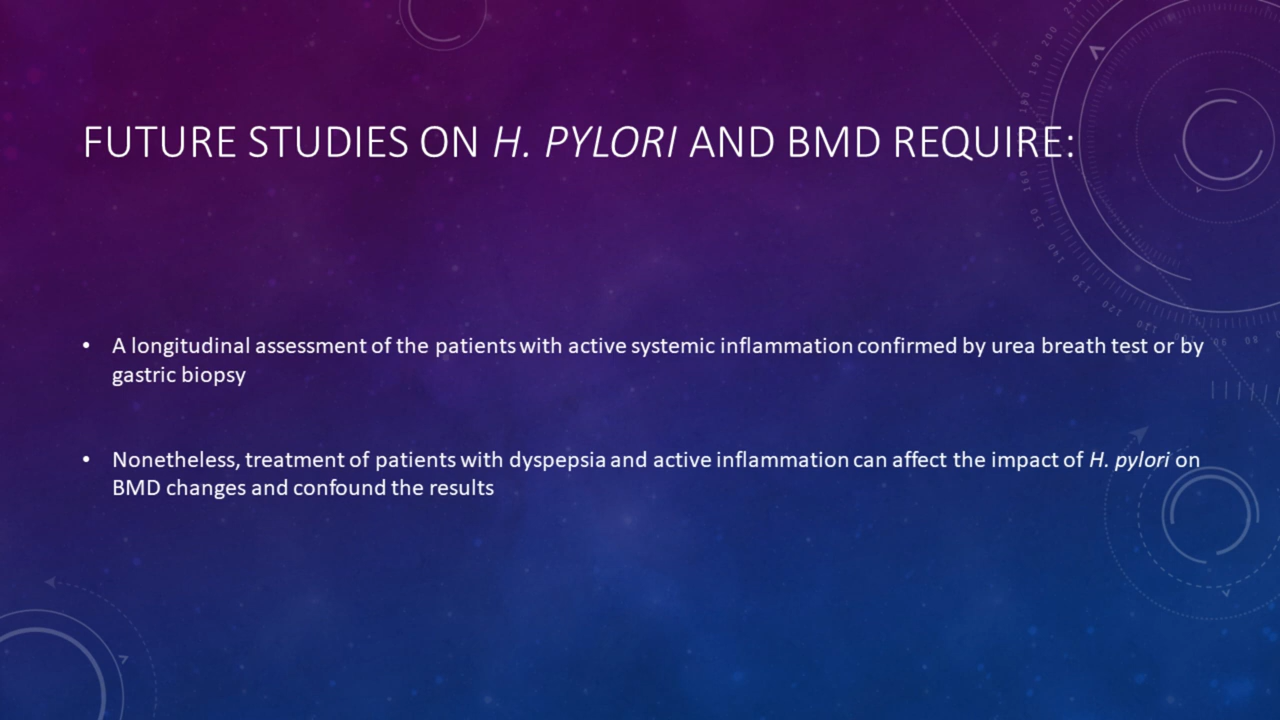 FUTURE STUDIES ON H. PYLORI AND BMD REQUIRE:
• A longitudinal assessment of the patients with active systemic inflammation confirmed by urea breath test or by
gastric biopsy
• Nonetheless, treatment of patients with dyspepsia and active inflammation can affect the impact of H. pylori on
BMD changes and confound the results